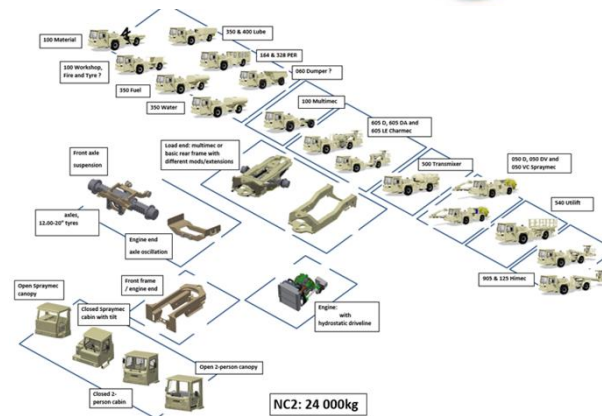 350 & 400 Lube
100 Material
164 & 328 PER
100 Workshop,
Fire and Tyre ?
060 Dumper ?
350 Fuel
350 Water
100 Multimec
605 D, 605 DA and
605 LE Charmec
Load end: multimec or
basic rear frame with
different mods/extensions
Front axle
suspension
500 Transmixer
050 D, 050 DV and
050 VC Spraymec
axles,
12.00-20" tyres
540 Utilift
Engine end
axle oscillation
905 & 125 Himec
Front frame
/ engine end
Open Spraymec
canopy
Closed Spraymec
cabin with tilt
Engine:
with
hydrostatic driveline
Open 2-person canopy
Closed 2-
person cabin
NC2: 24 000kg